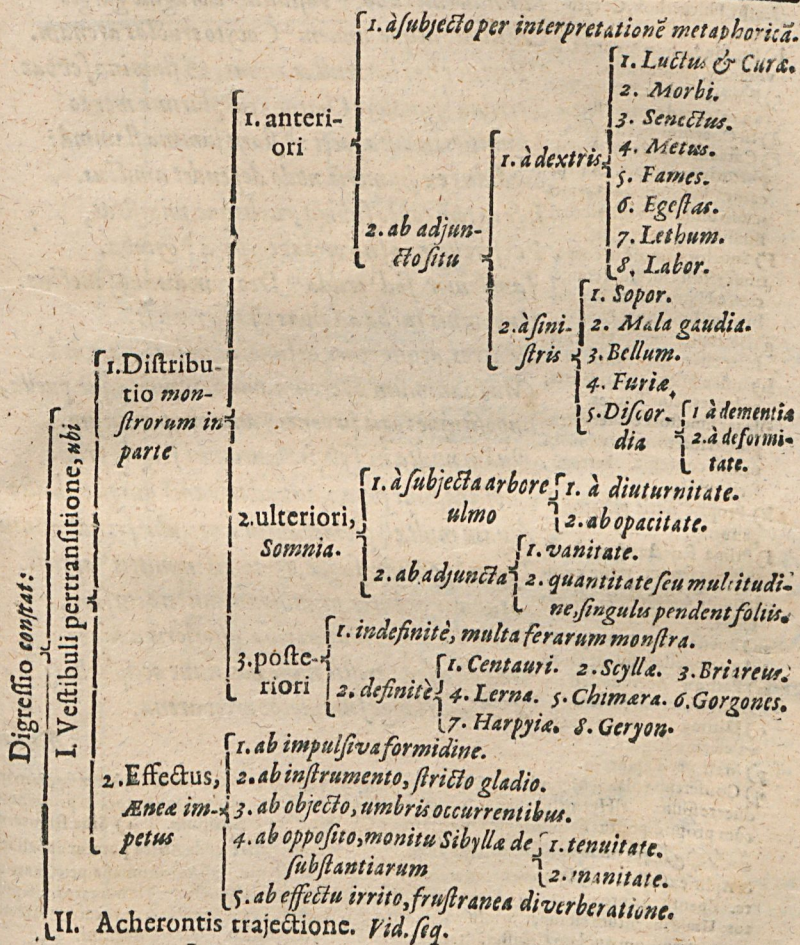 Digreſſio conſtat:
I. Veſtibuli pertranſitione, ubi
1. Diſtribu-
tio mon-
ſtrorum in
parte
1. anteri-
ori
1. à ſubjecto per interpretationẽ metaphoricã.
2. ab adjun-
cto ſitu
1. à dextris
1. Luctus & Curæ.
2. Morbi.
3. Senectus.
4. Metus.
5. Fames.
6. Egeſtas.
7. Lethum.
8. Labor.
2. à ſini-
ſtris
1. Sopor.
2. Mala gaudia.
3. Bellum.
4. Furiæ,
5. Diſcor-
dia
1 à dementia
2. à deformi-
tate.
2. ulteriori,
Somnia.
1. à ſubjecta arbore
ulmo
1. à diuturnitate.
2. ab opacitate.
2. ab adjuncta
1. vanitate.
2. quantitate ſeu multitudi-
ne, ſingulis pendent foliis.
3. poſte-
riori
1. indefinitè, multa ferarum monſtra.
2. definitè
1. Centauri. 2. Scyllæ. 3. Briareus.
4. Lerna. 5. Chimæra. 6. Gorgones.
7. Harpyiæ. 8. Geryon.
2. Effectus,
Æneæ im-
petus
1. ab impulſiva formidine.
2. ab inſtrumento, ſtricto gladio.
3. ab objecto, umbris occurrentibus.
4. ab oppoſito, monitu Sibyllæ de
ſubſtantiarum
1. tenuitate.
2. inanitate.
5. ab effectu irrito, fruſtranea diverberatione.
II. Acherontis trajectione. Vid. ſeq.